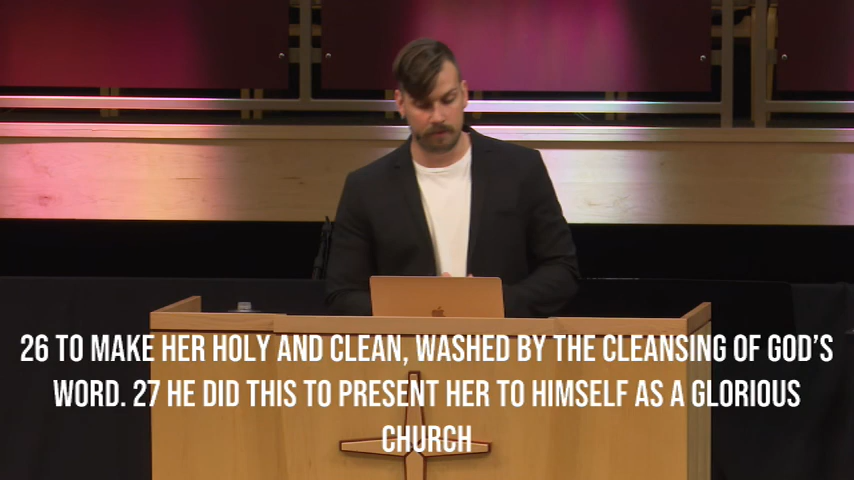 26 TO MAKE HER HOLY AND CLEAN, WASHED BY THE CLEANSING OF GOD’S
WORD. 27 HE DID THIS TO PRESENT HER TO HIMSELF AS A GLORIOUS
CHURCH